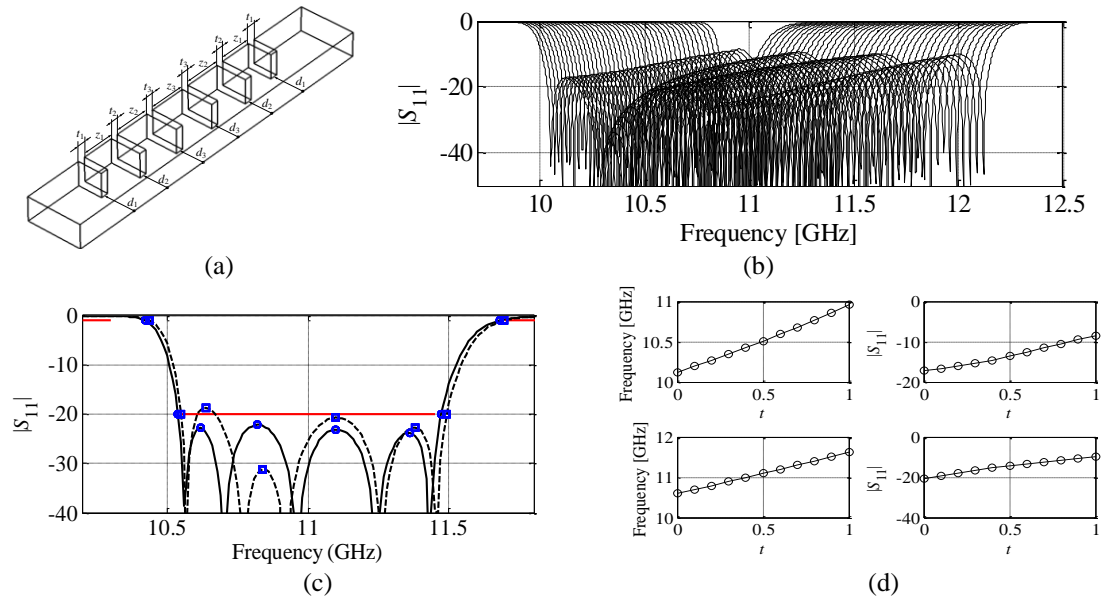 t1 z1 t2 z2 t3 z3 t3 z2 t2 z1 t1
d1 d2 d3 d3 d2 d1
(a)
|S11|
0
-20
-40
10 10.5 11 11.5 12 12.5
Frequency [GHz]
(b)
|S11|
0
-10
-20
-30
-40
10.5 11 11.5
Frequency (GHz)
(c)
Frequency [GHz]
11
10.5
10
0 0.5 1
t
|S11|
0
-10
-20
0 0.5 1
t
Frequency [GHz]
12
11
10
0 0.5 1
t
|S11|
0
-20
-40
0 0.5 1
t
(d)